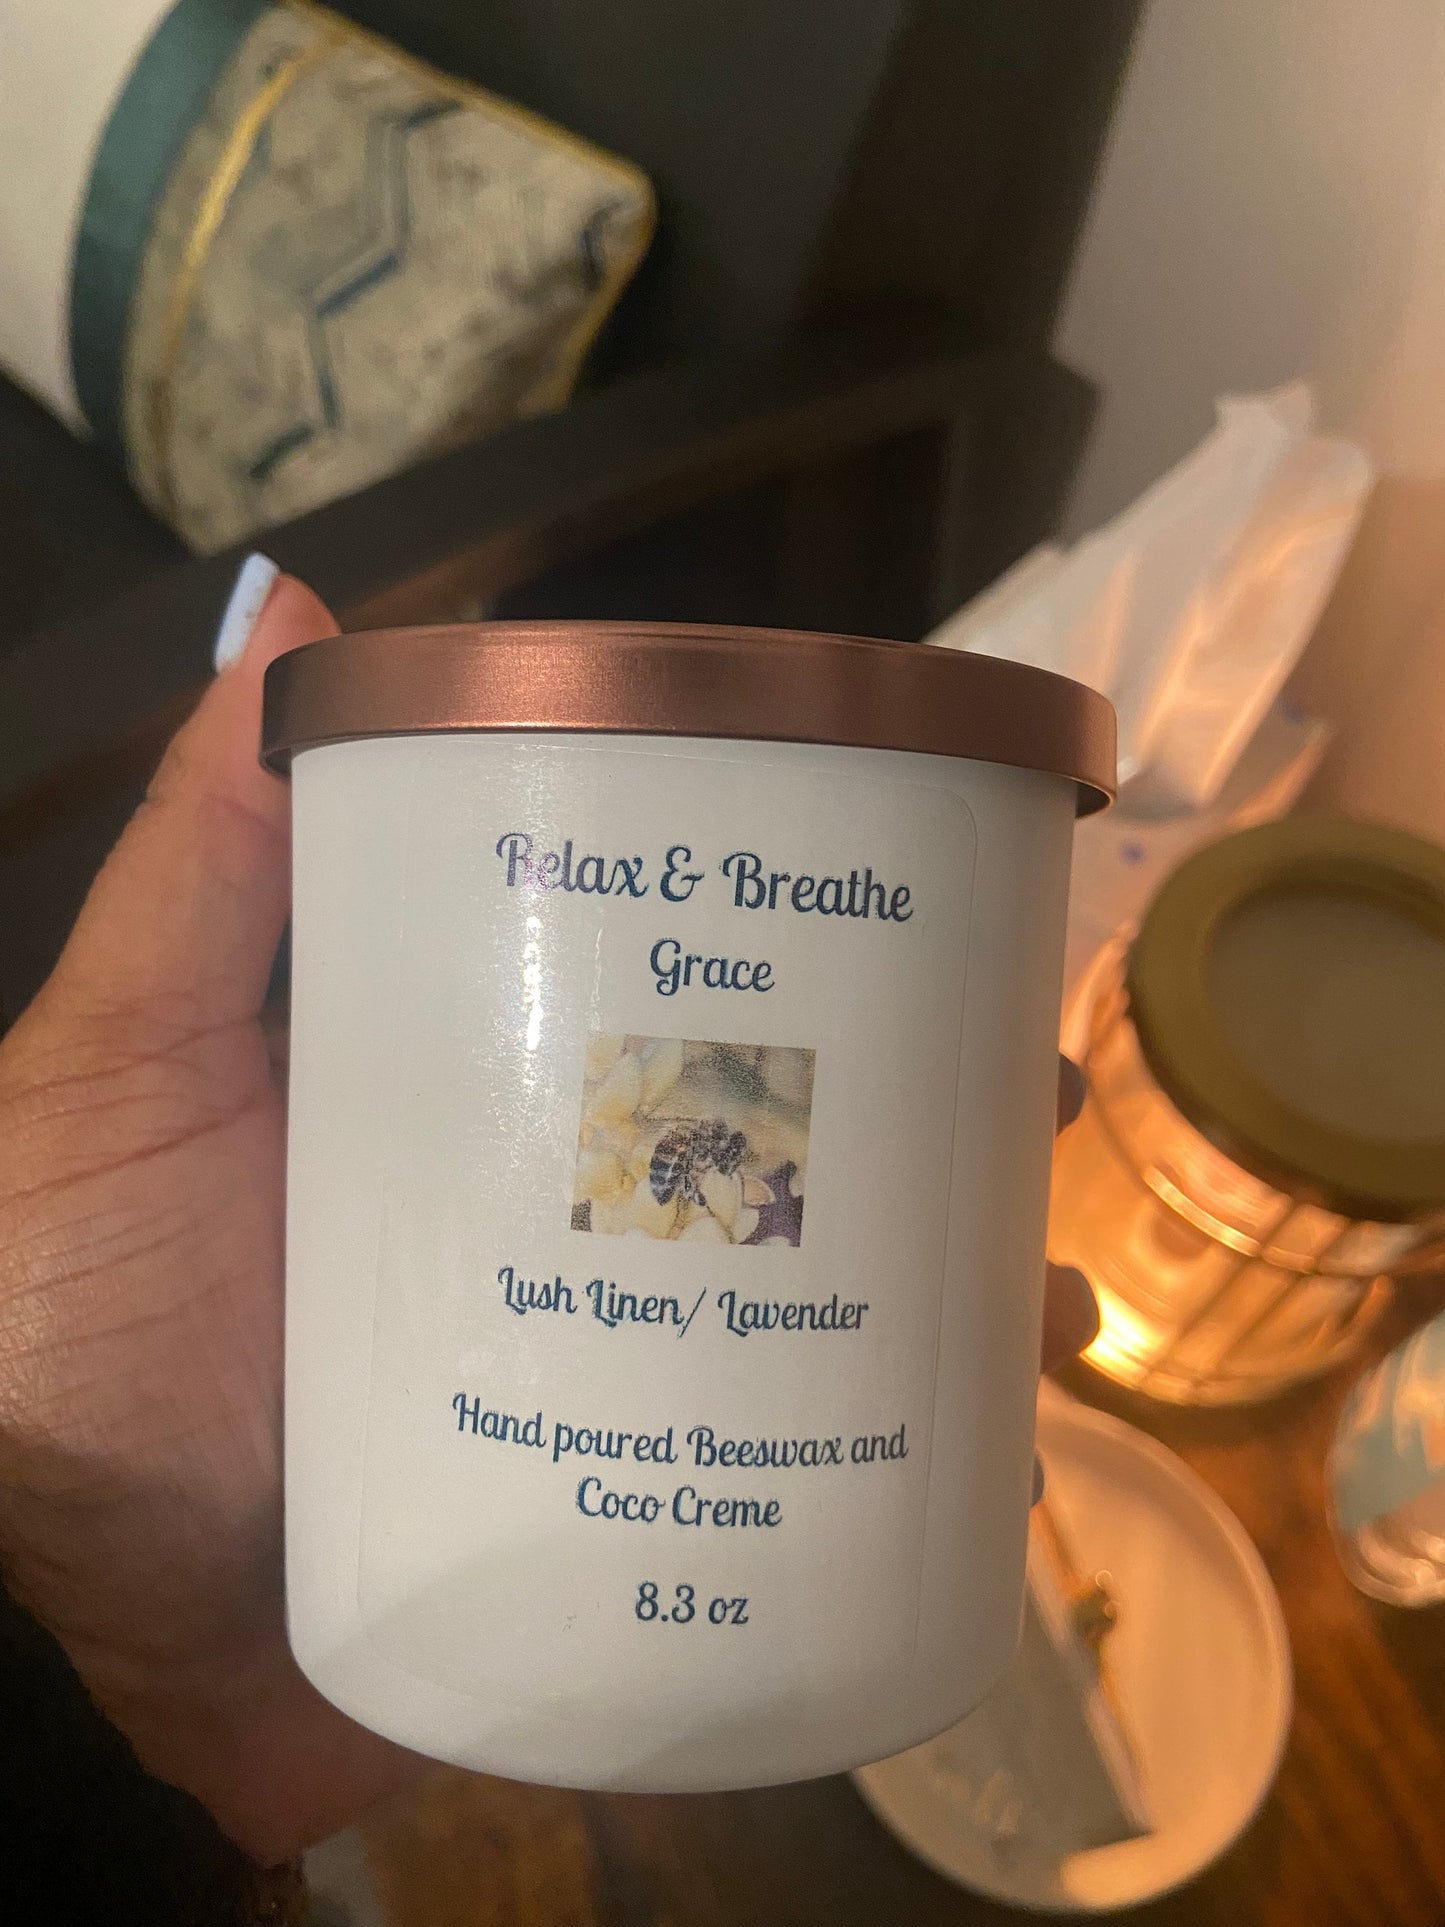 Relax & Breathe
Grace
Lush Linen/ Lavender
Hand poured Beeswax and
Coco Creme
8.3 oz